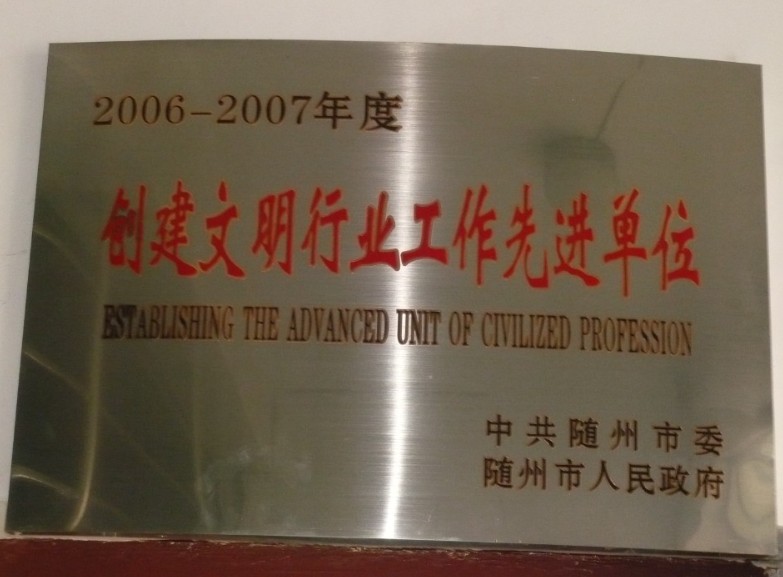 2006-2007年度
创建文明行业工作先进单位
ESTABLISHING THE ADVANCED UNIT OF CIVILIZED PROFESSION
中共随州市委
随州市人民政府